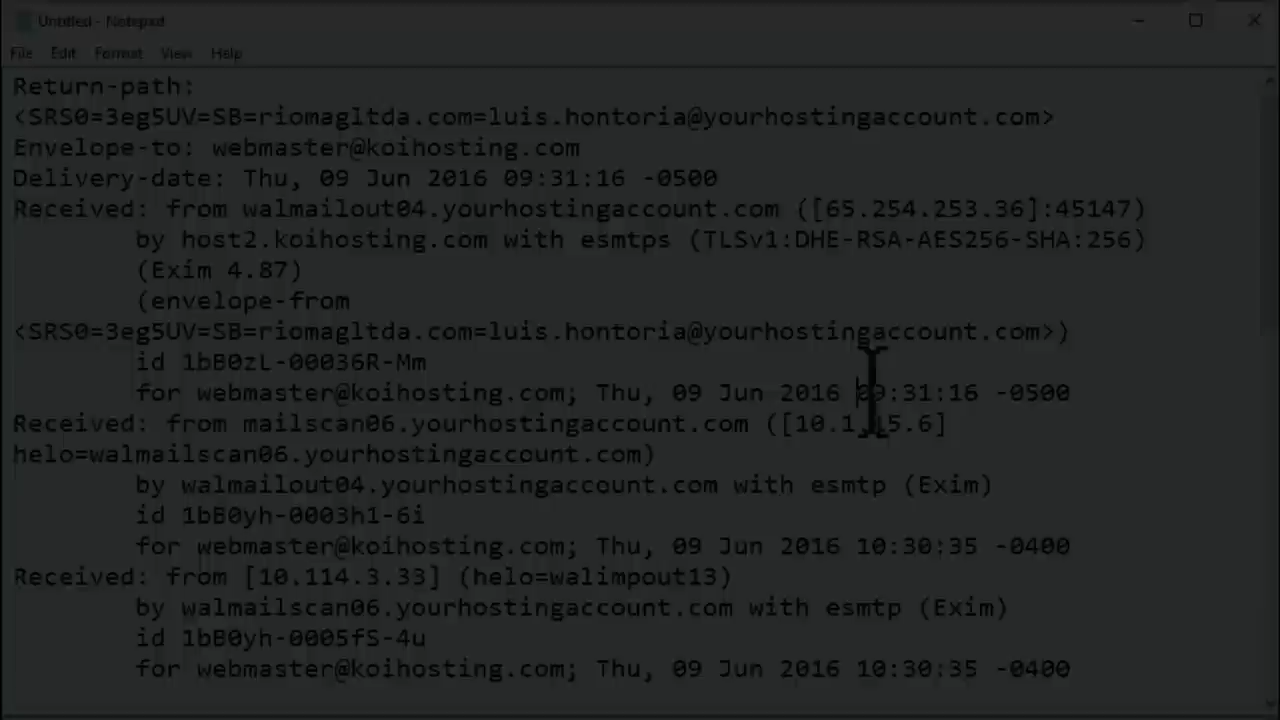 Untitled - Notepad
File Edit Format View Help
Return-path:
<SRS0=3eg5UV=SB=riomagltda.com=luis.hontoria@yourhostingaccount.com>
Envelope-to: webmaster@koihosting.com
Delivery-date: Thu, 09 Jun 2016 09:31:16 -0500
Received: from walmailout04.yourhostingaccount.com ([65.254.253.36]:45147)
by host2.koihosting.com with esmtps (TLSv1:DHE-RSA-AES256-SHA:256)
(Exim 4.87)
(envelope-from
<SRS0=3eg5UV=SB=riomagltda.com=luis.hontoria@yourhostingaccount.com>)
id 1bB0zL-00036R-Mm
for webmaster@koihosting.com; Thu, 09 Jun 2016 09:31:16 -0500
Received: from mailscan06.yourhostingaccount.com
helo=walmailscan06.yourhostingaccount.com)
by walmailout04.yourhostingaccount.com with esmtp (Exim)
id 1bB0yh-0003h1-6i
for webmaster@koihosting.com; Thu, 09 Jun 2016 10:30:35 -0400
Received: from [10.114.3.33] (helo=walimpout13)
by walmailscan06.yourhostingaccount.com with esmtp (Exim)
id 1bB0yh-0005fS-4u
for webmaster@koihosting.com; Thu, 09 Jun 2016 10:30:35 -0400